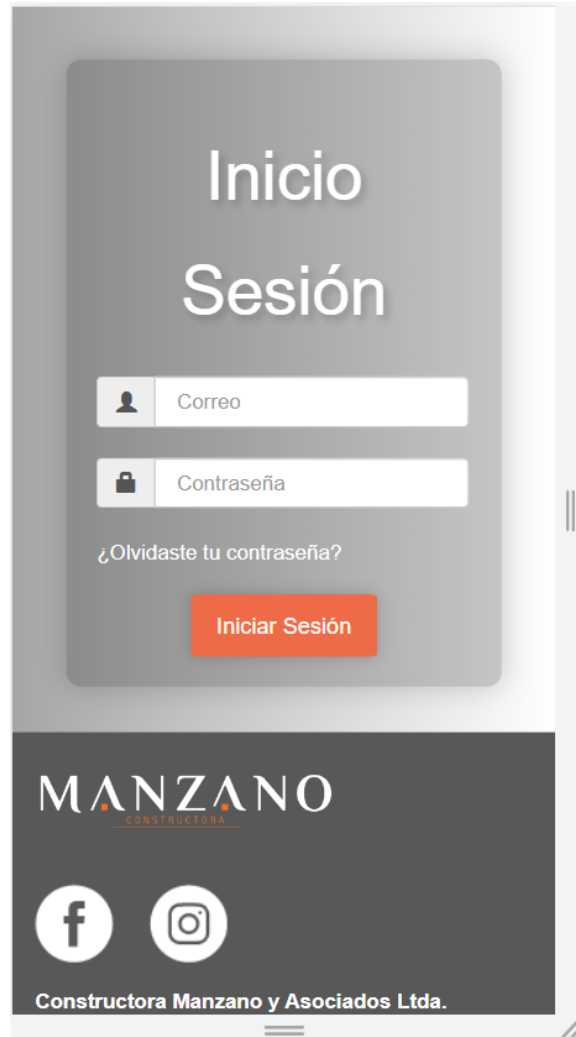 Inicio
Sesión
Correo
Contraseña
¿Olvidaste tu contraseña?
Iniciar Sesión
MANZANO
CONSTRUCTORA
Constructora Manzano y Asociados Ltda.